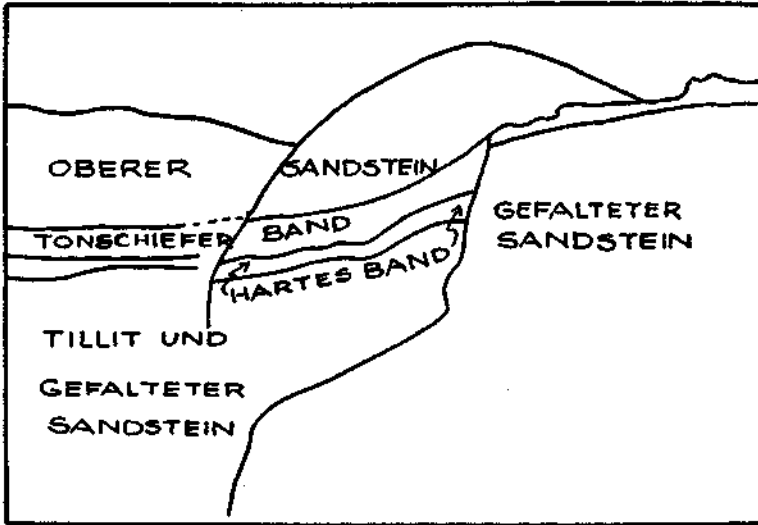 OBERER SANDSTEIN
TONSCHIEFER BAND
HARTES BAND
GEFALTETER
SANDSTEIN
TILLIT UND
GEFALTETER
SANDSTEIN